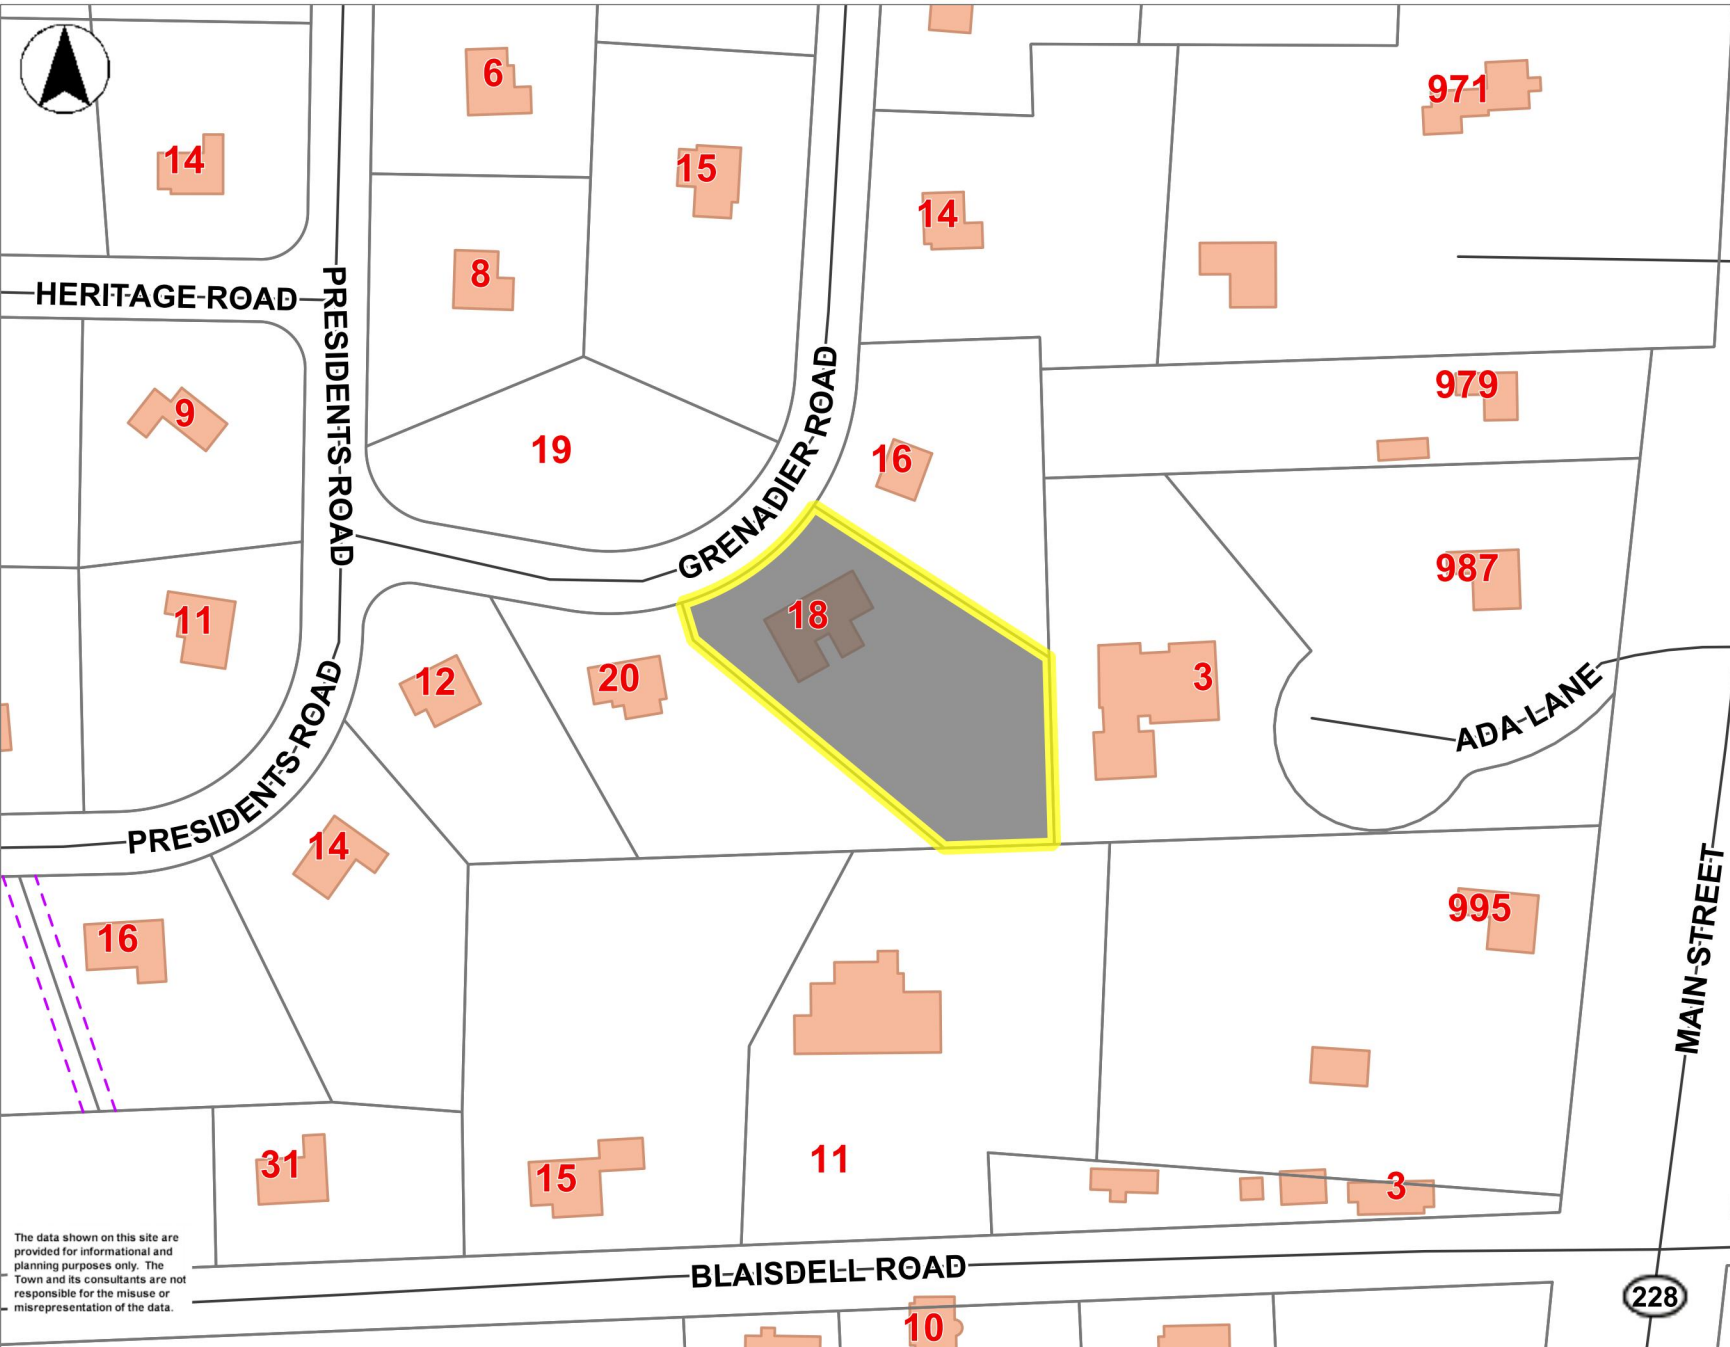 6
971
14
15
14
8
HERITAGE ROAD
PRESIDENTS ROAD
GRENADIER ROAD
979
9
19
16
987
11
18
12
20
3
ADA LANE
PRESIDENTS ROAD
14
995
16
MAIN STREET
31
15
11
3
The data shown on this site are
provided for informational and
planning purposes only. The
Town and its consultants are not
responsible for the misuse or
misrepresentation of the data.
BLAISDELL ROAD
228
10